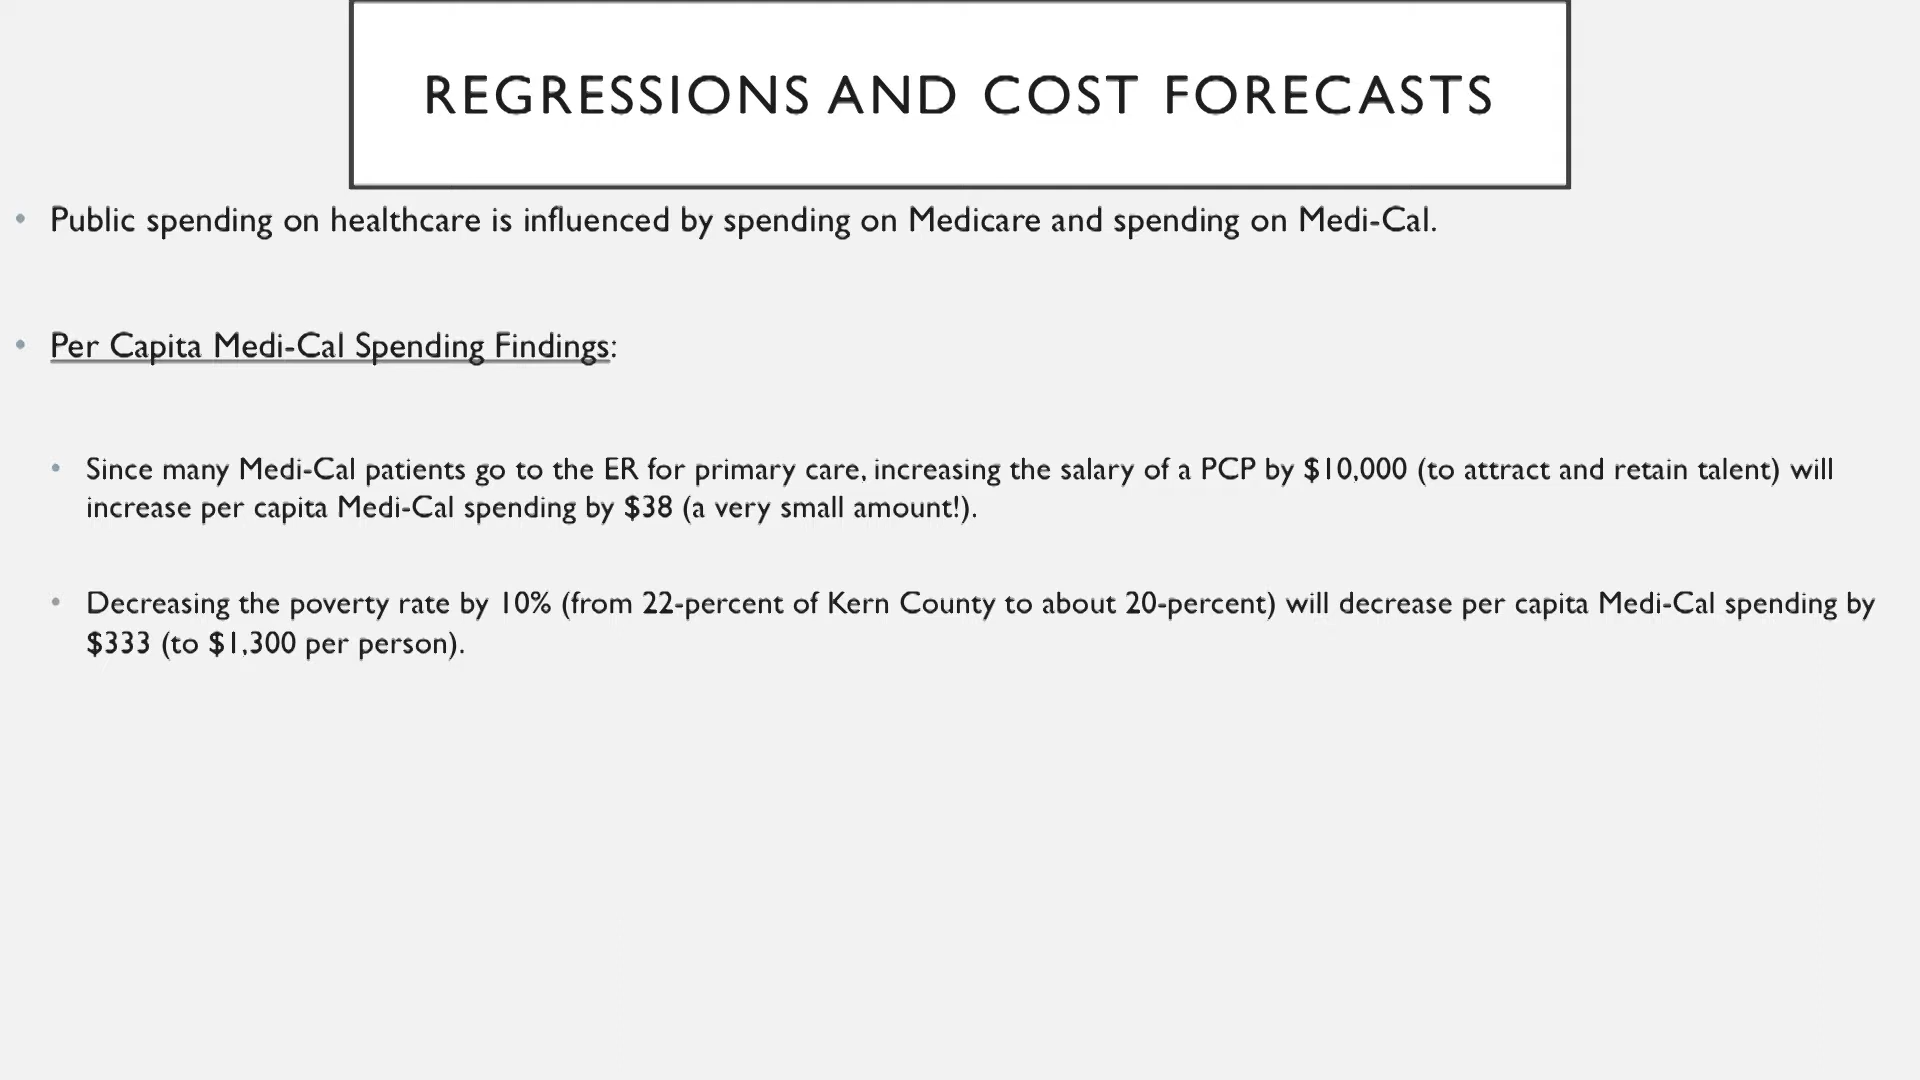 REGRESSIONS AND COST FORECASTS
• Public spending on healthcare is influenced by spending on Medicare and spending on Medi-Cal.
• Per Capita Medi-Cal Spending Findings:
• Since many Medi-Cal patients go to the ER for primary care, increasing the salary of a PCP by $10,000 (to attract and retain talent) will
increase per capita Medi-Cal spending by $38 (a very small amount!).
• Decreasing the poverty rate by 10% (from 22-percent of Kern County to about 20-percent) will decrease per capita Medi-Cal spending by
$333 (to $1,300 per person).